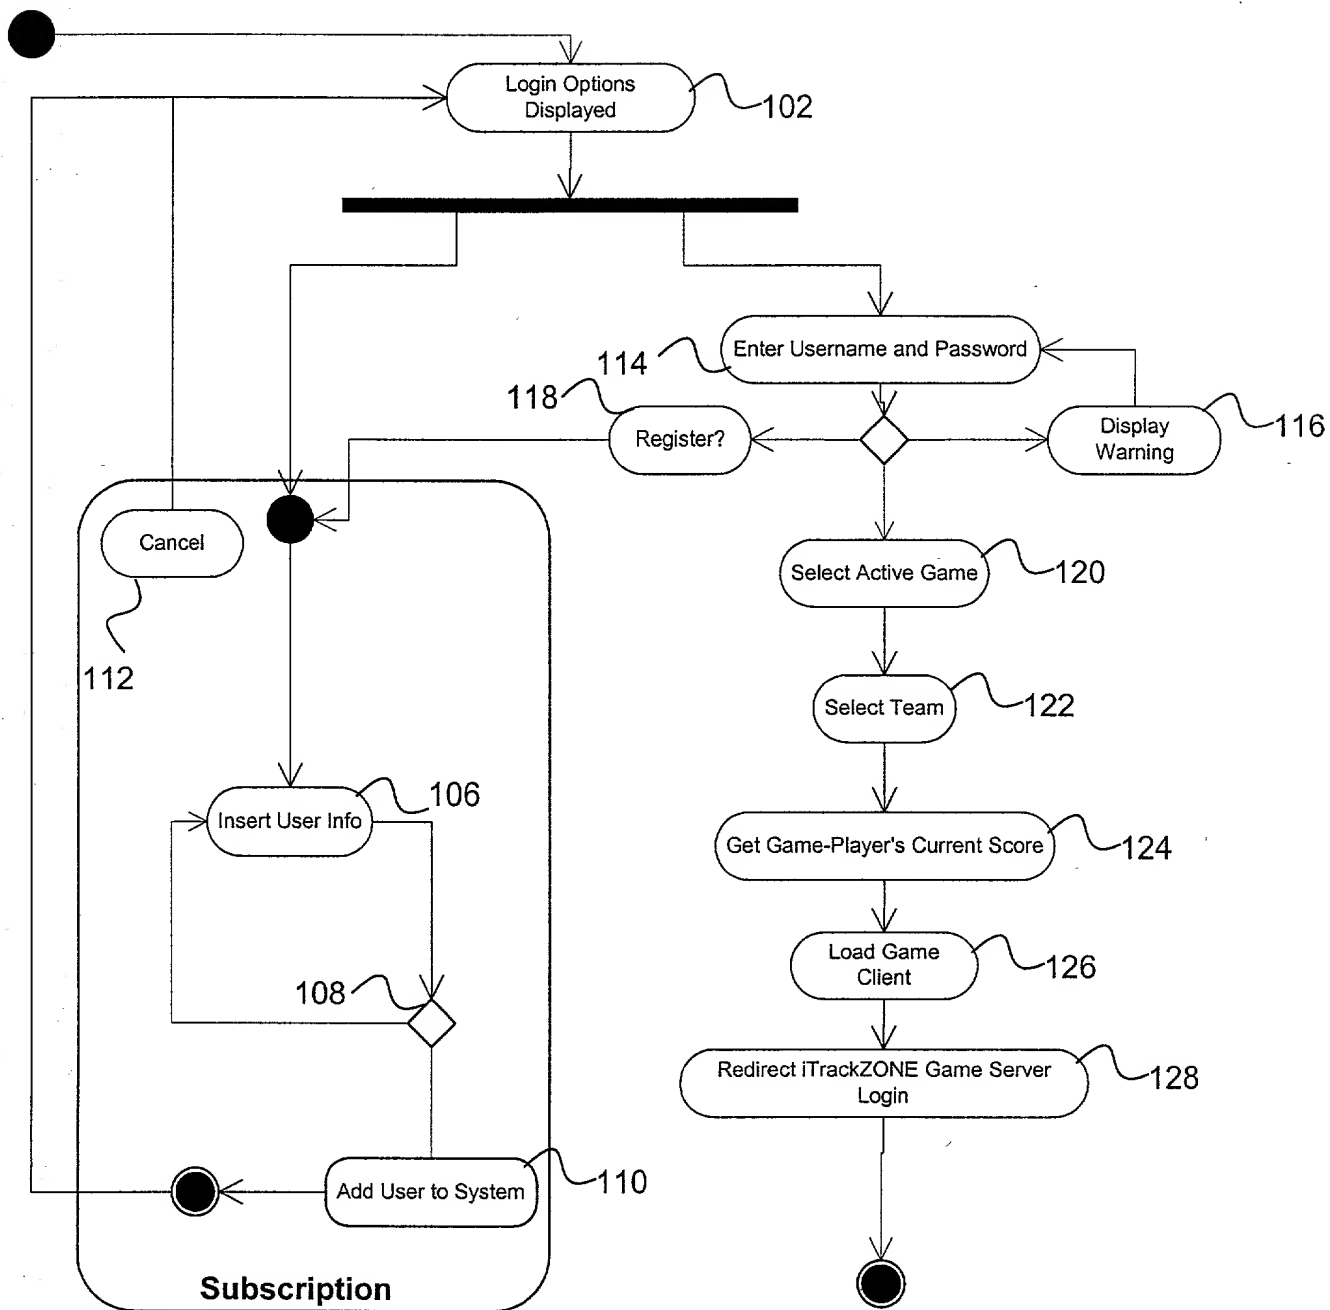 Login Options
Displayed
102
Enter Username and Password
114
118
Register?
Display
Warning
116
Cancel
112
Select Active Game
120
Select Team
122
Insert User Info
106
Get Game-Player's Current Score
124
Load Game
Client
126
108
Redirect iTrackZONE Game Server
Login
128
Add User to System
110
Subscription